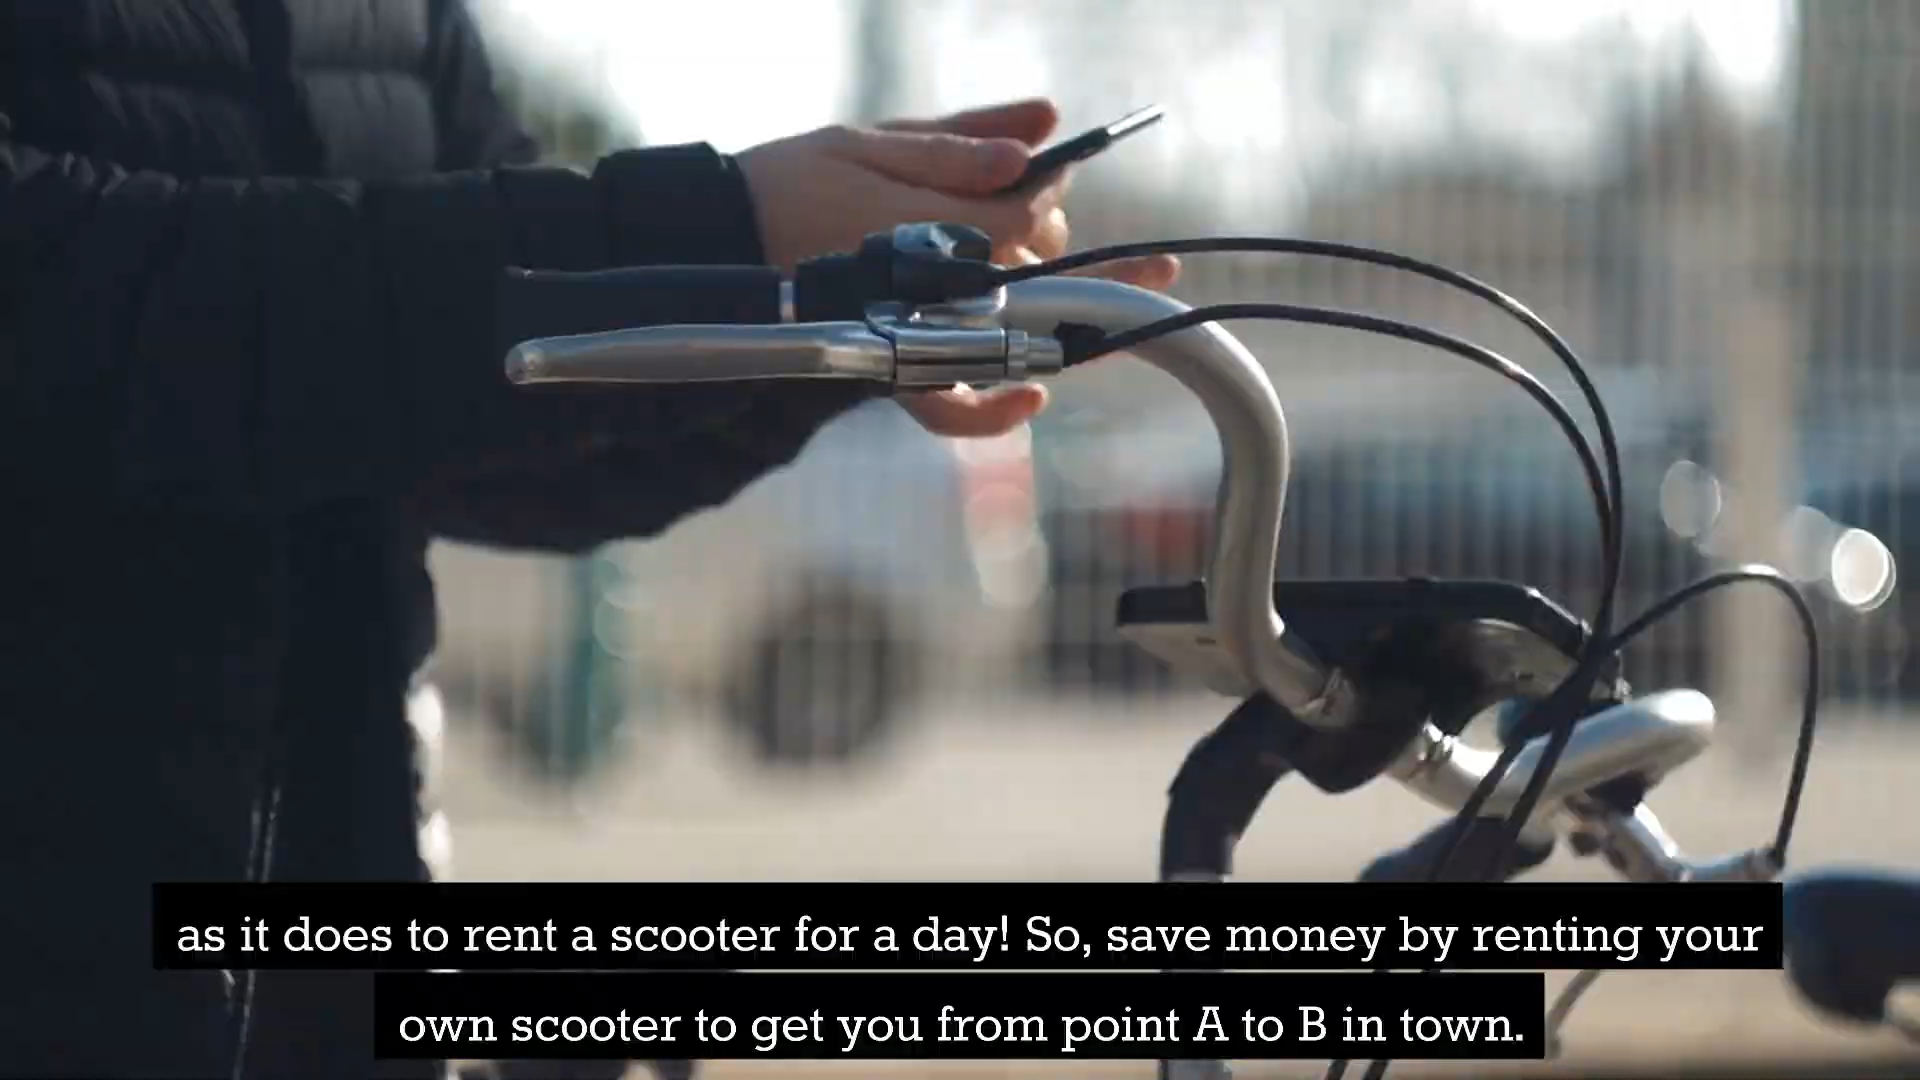 as it does to rent a scooter for a day! So, save money by renting your
own scooter to get you from point A to B in town.